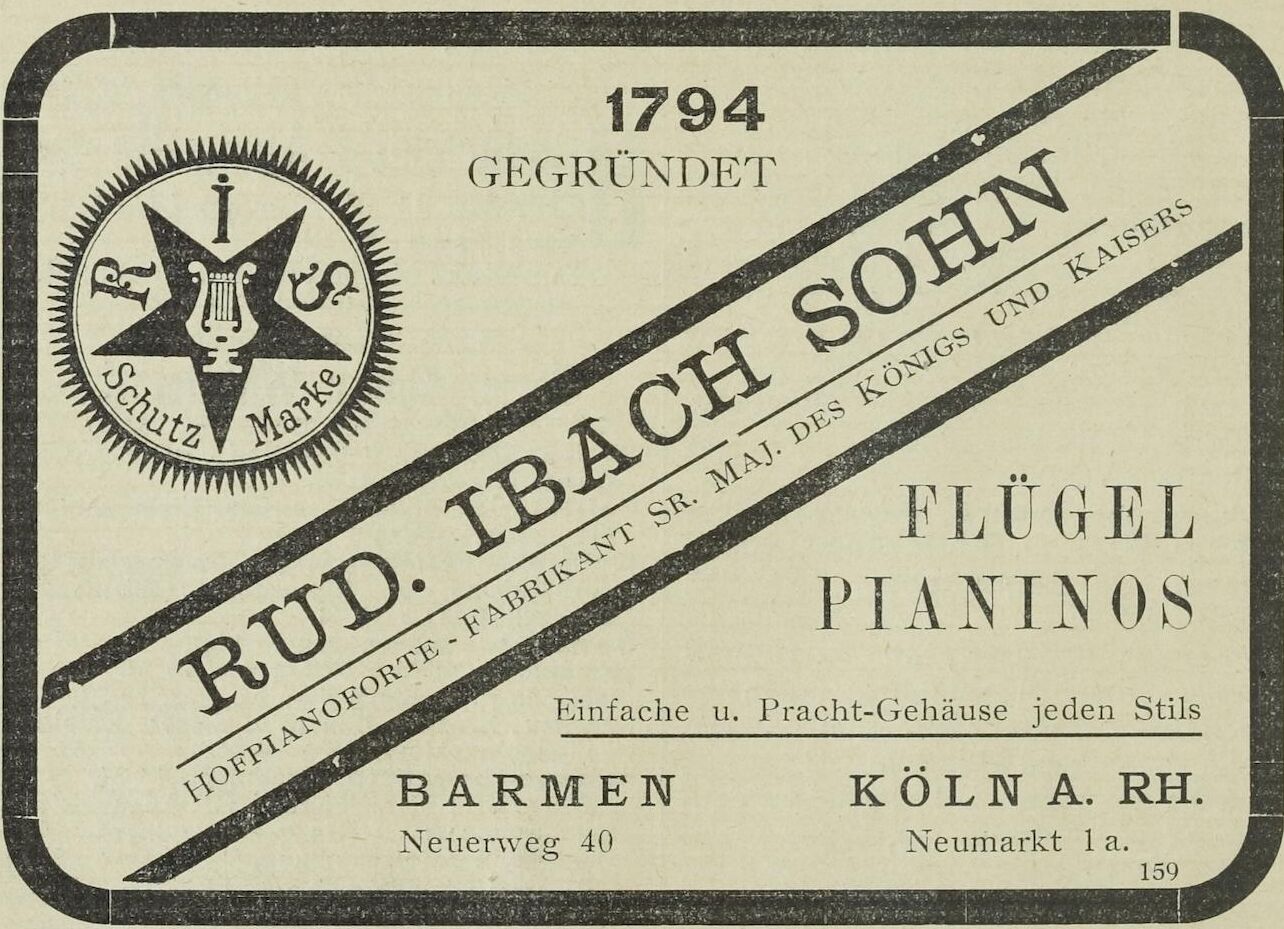 1794
GEGRÜNDET
R I S
Schutz Marke
RUD. IBACH SOHN
HOFPIANOFORTE-FABRIKANT SR. MAJ. DES KÖNIGS UND KAISERS
FLÜGEL
PIANINOS
Einfache u. Pracht-Gehäuse jeden Stils
BARMEN
Neuerweg 40
KÖLN A. RH.
Neumarkt 1 a.
159